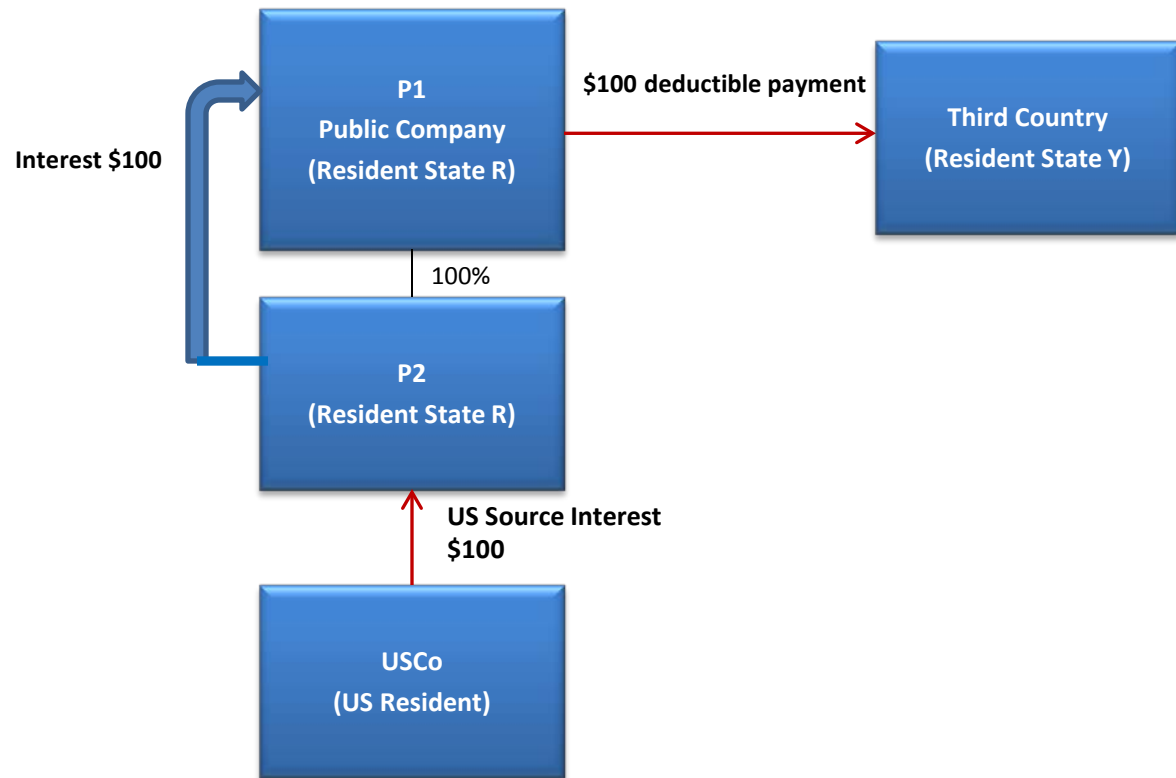 P1
Public Company
(Resident State R)
$100 deductible payment
Third Country
(Resident State Y)
Interest $100
100%
P2
(Resident State R)
US Source Interest
$100
USCo
(US Resident)